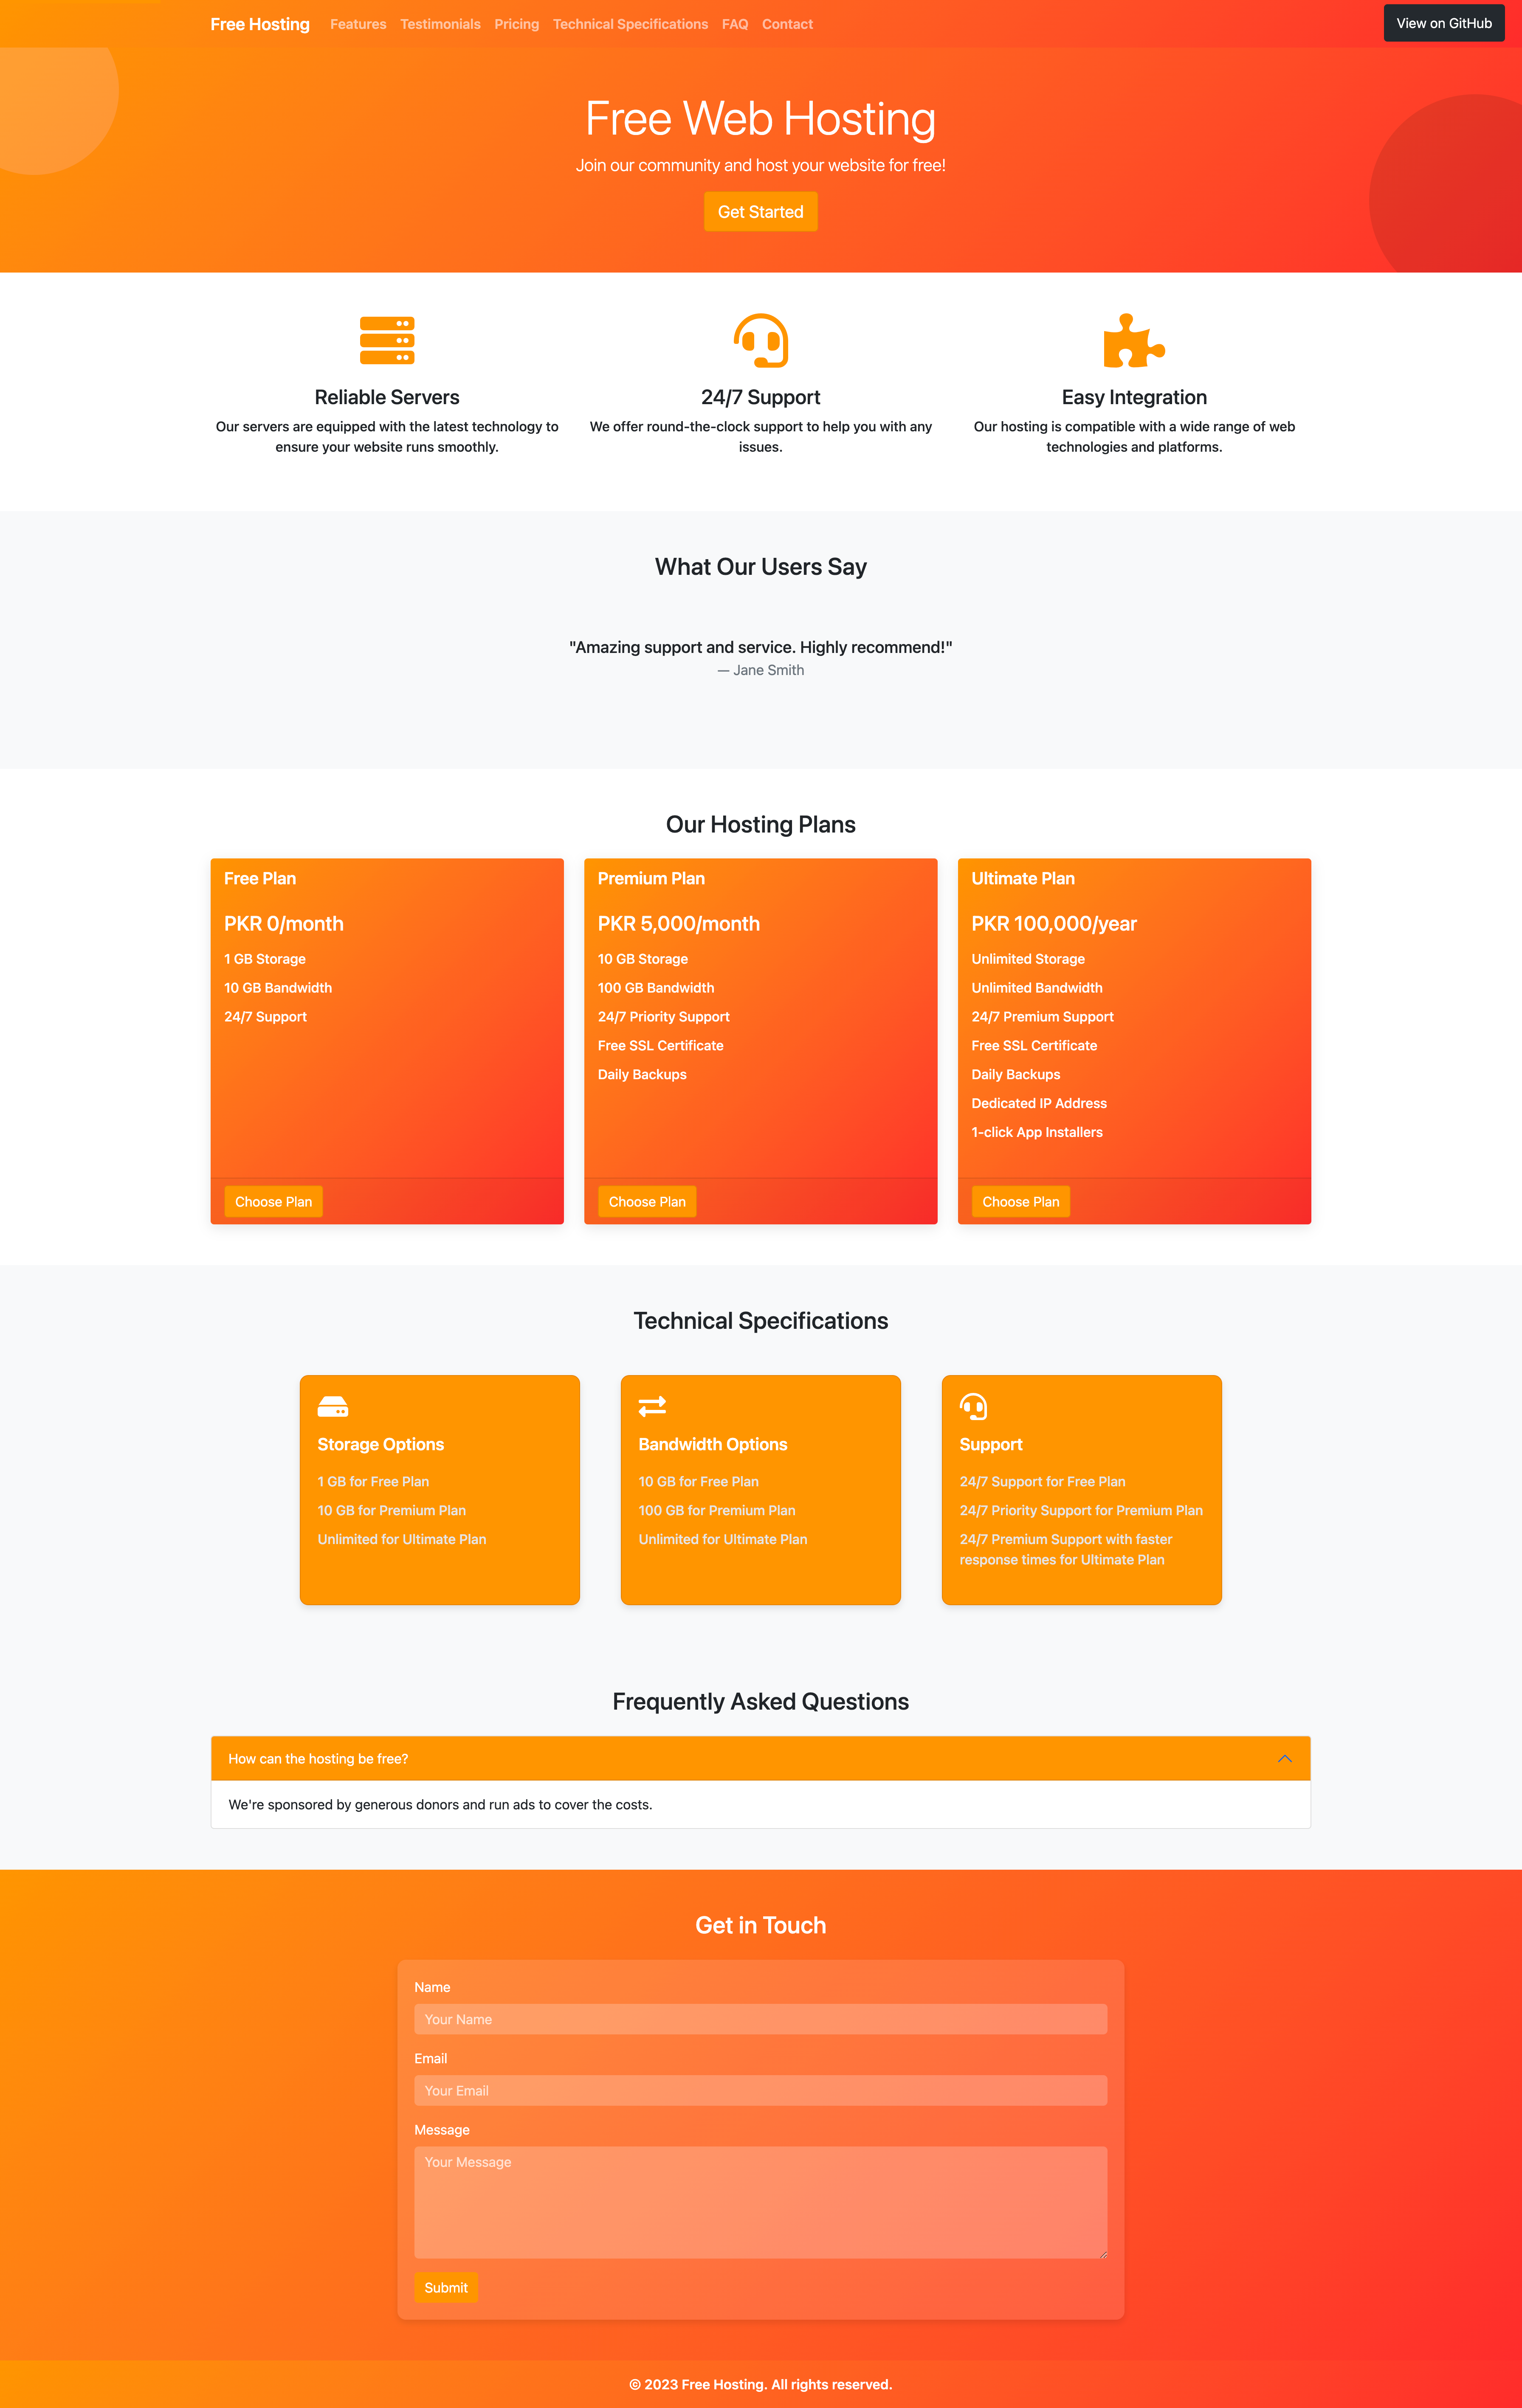 Free Hosting
Features
Testimonials
Pricing
Technical Specifications
FAQ
Contact
View on GitHub
Free Web Hosting
Join our community and host your website for free!
Get Started
Reliable Servers
Our servers are equipped with the latest technology to
ensure your website runs smoothly.
24/7 Support
We offer round-the-clock support to help you with any
issues.
Easy Integration
Our hosting is compatible with a wide range of web
technologies and platforms.
What Our Users Say
"Amazing support and service. Highly recommend!"
— Jane Smith
Our Hosting Plans
Free Plan
PKR 0/month
1 GB Storage
10 GB Bandwidth
24/7 Support
Choose Plan
Premium Plan
PKR 5,000/month
10 GB Storage
100 GB Bandwidth
24/7 Priority Support
Free SSL Certificate
Daily Backups
Choose Plan
Ultimate Plan
PKR 100,000/year
Unlimited Storage
Unlimited Bandwidth
24/7 Premium Support
Free SSL Certificate
Daily Backups
Dedicated IP Address
1-click App Installers
Choose Plan
Technical Specifications
Storage Options
1 GB for Free Plan
10 GB for Premium Plan
Unlimited for Ultimate Plan
Bandwidth Options
10 GB for Free Plan
100 GB for Premium Plan
Unlimited for Ultimate Plan
Support
24/7 Support for Free Plan
24/7 Priority Support for Premium Plan
24/7 Premium Support with faster
response times for Ultimate Plan
Frequently Asked Questions
How can the hosting be free?
We're sponsored by generous donors and run ads to cover the costs.
Get in Touch
Name
Your Name
Email
Your Email
Message
Your Message
Submit
© 2023 Free Hosting. All rights reserved.